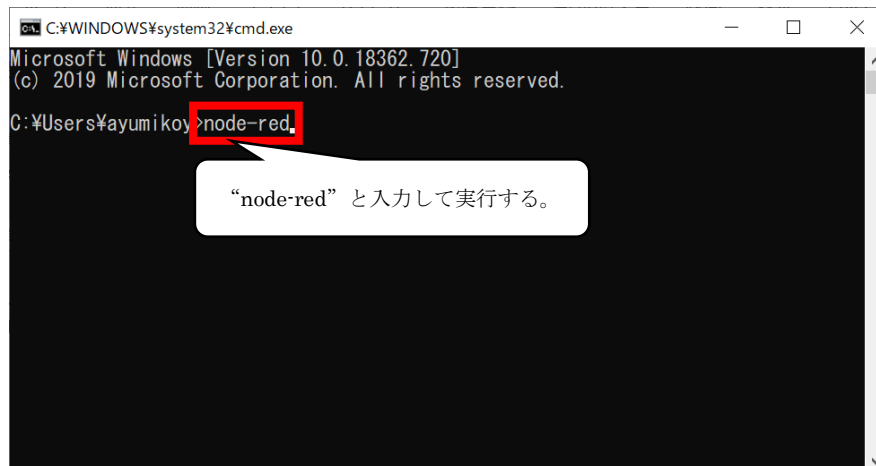 C:¥WINDOWS¥system32¥cmd.exe
Microsoft Windows [Version 10.0.18362.720]
(c) 2019 Microsoft Corporation. All rights reserved.
C:¥Users¥ayumikoy>node-red
“node-red”と入力して実行する。